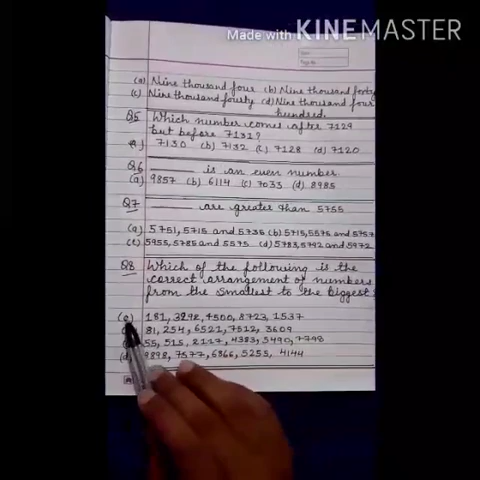 Made with KINEMASTER
(a) Nine thousand four (b) Nine thousand forty
(c) Nine thousand fourty (d) Nine thousand four
hundred.
Q5 Which number comes after 7129
but before 7131?
(a) 7130 (b) 7132 (c) 7128 (d) 7120
Q6 ______ is an even number.
(a) 9857 (b) 6114 (c) 7033 (d) 8985
Q7 ______ are greater than 5755
(a) 5751, 5715 and 5736 (b) 5715, 5575 and 5757
(c) 5955, 5785 and 5575 (d) 5783, 5792 and 5972
Q8 Which of the following is the
correct arrangement of numbers
from the smallest to the biggest
181, 3292, 4500, 8723, 1537
81, 254, 6521, 7512, 3609
55, 515, 2117, 4383, 5490, 7798
9898, 7577, 6866, 5255, 4144